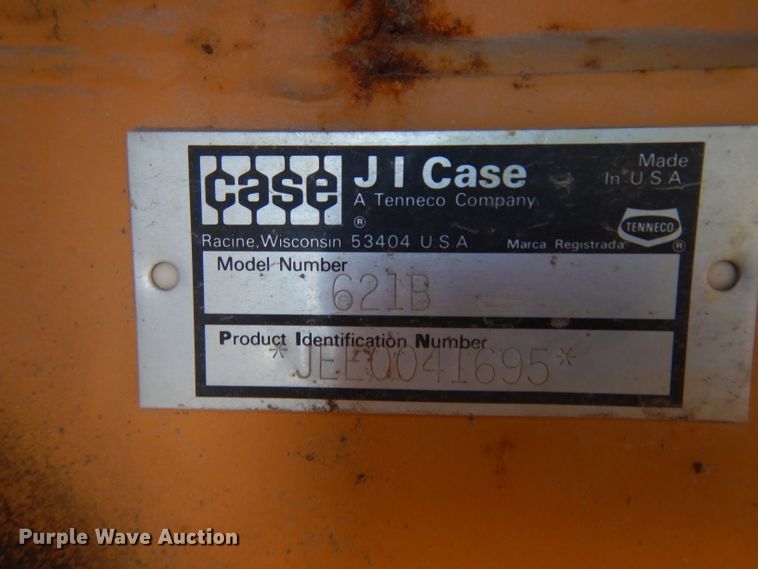 case
J I Case
A Tenneco Company
®
Racine, Wisconsin 53404 U.S.A
Made
In U S A
TENNECO
Marca Registrada ®
Model Number
621B
Product Identification Number
*JEE0041695*
Purple Wave Auction